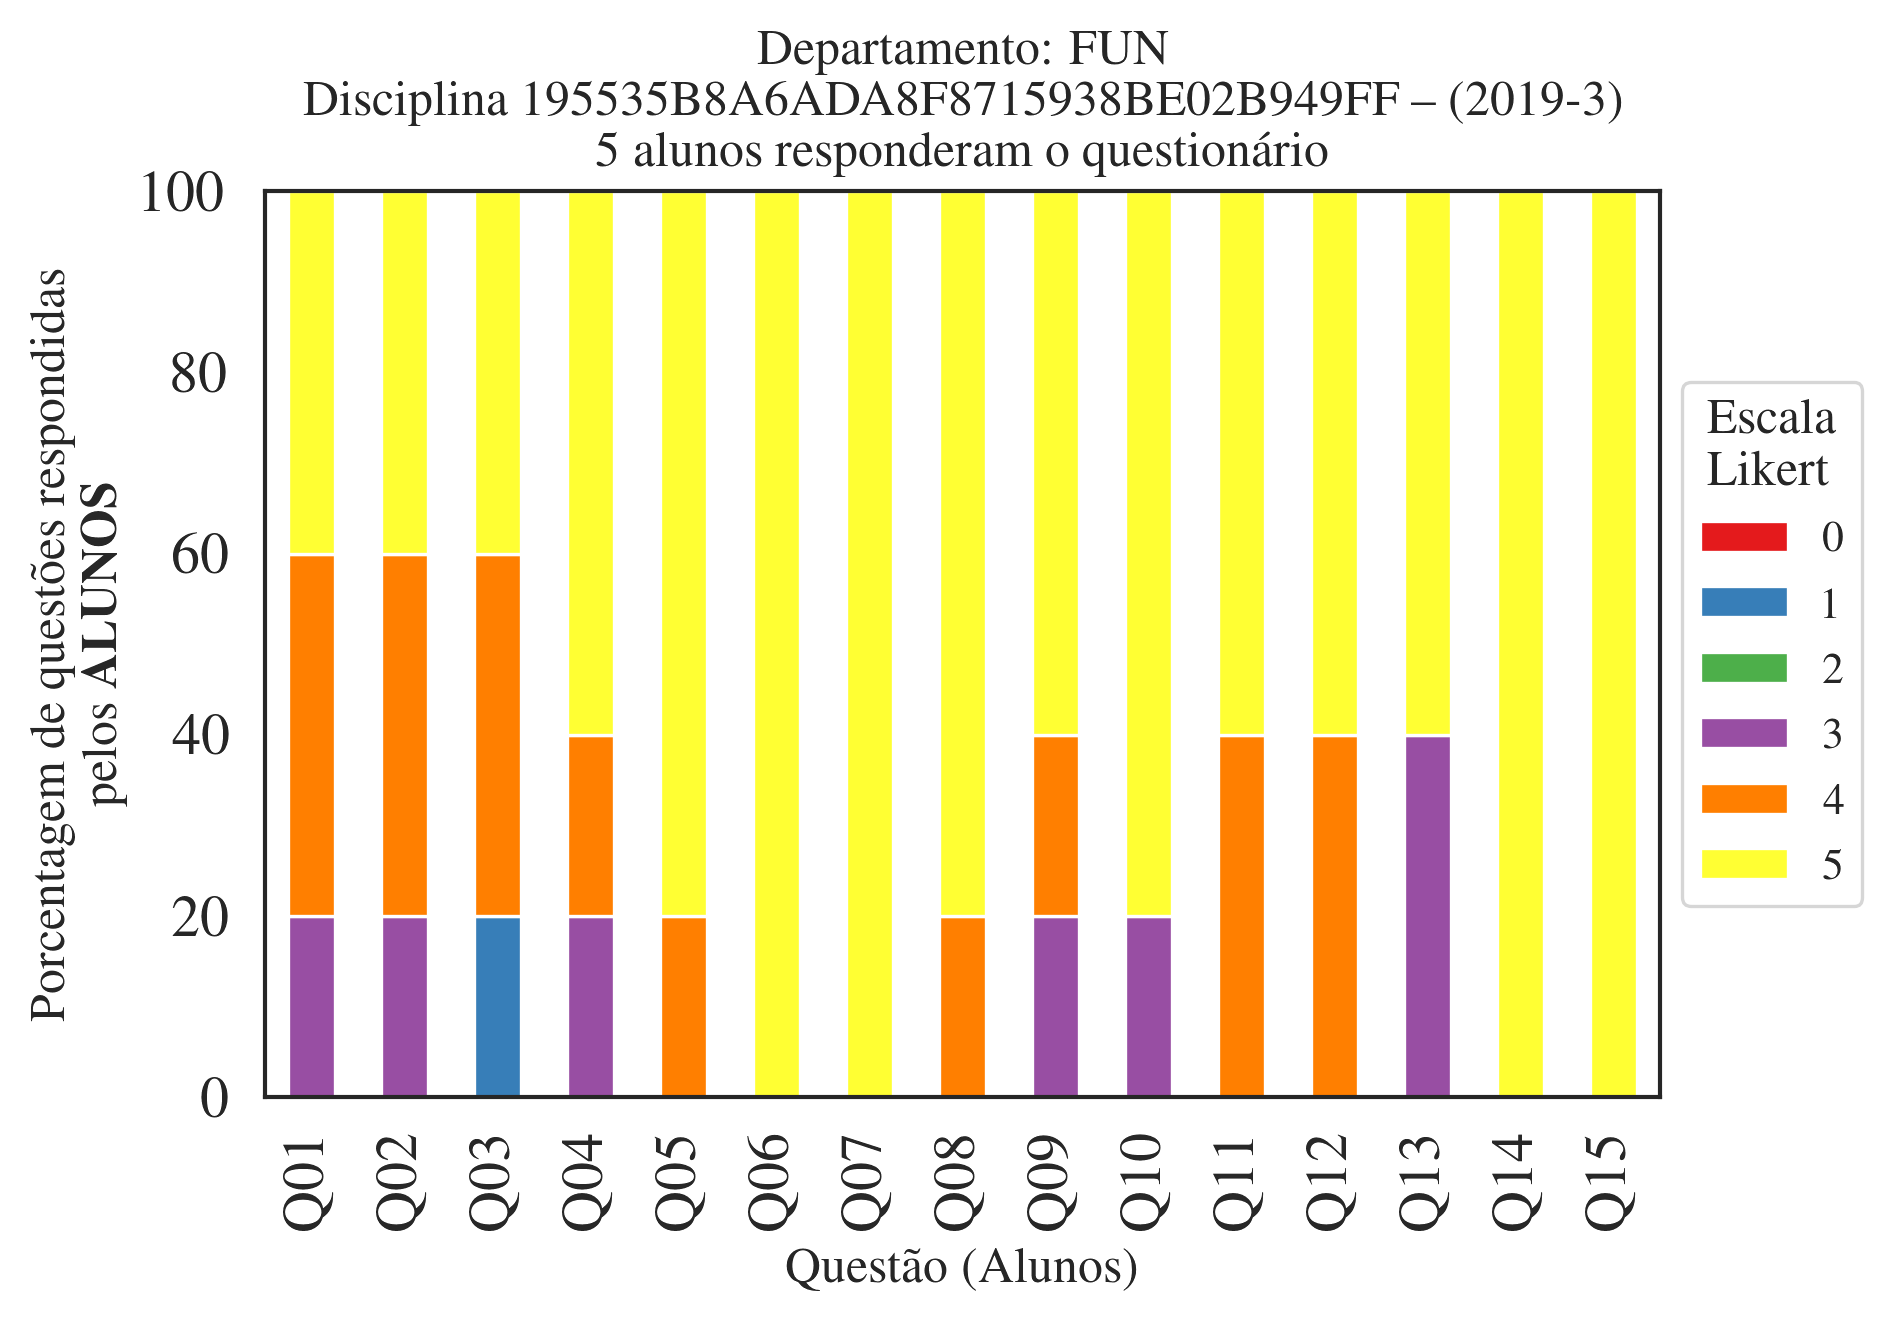 Departamento: FUN
Disciplina 195535B8A6ADA8F8715938BE02B949FF – (2019-3)
5 alunos responderam o questionário
Porcentagem de questões respondidas
pelos ALUNOS
100
80
60
40
20
0
Q01
Q02
Q03
Q04
Q05
Q06
Q07
Q08
Q09
Q10
Q11
Q12
Q13
Q14
Q15
Questão (Alunos)
Escala
Likert
0
1
2
3
4
5